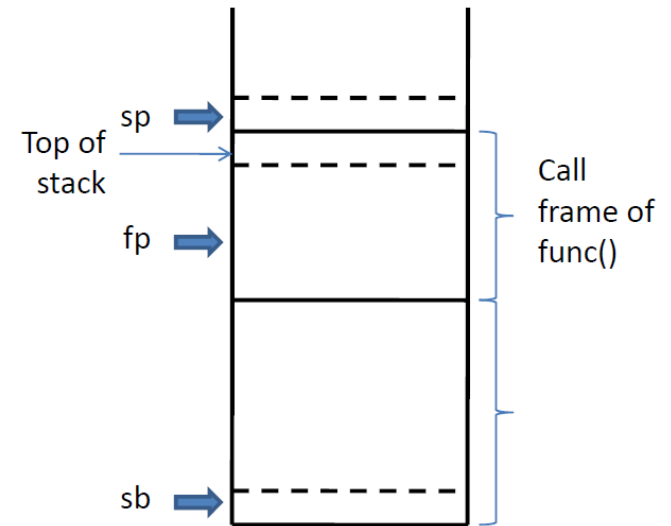 sp
Top of
stack
fp
Call
frame of
func()
sb